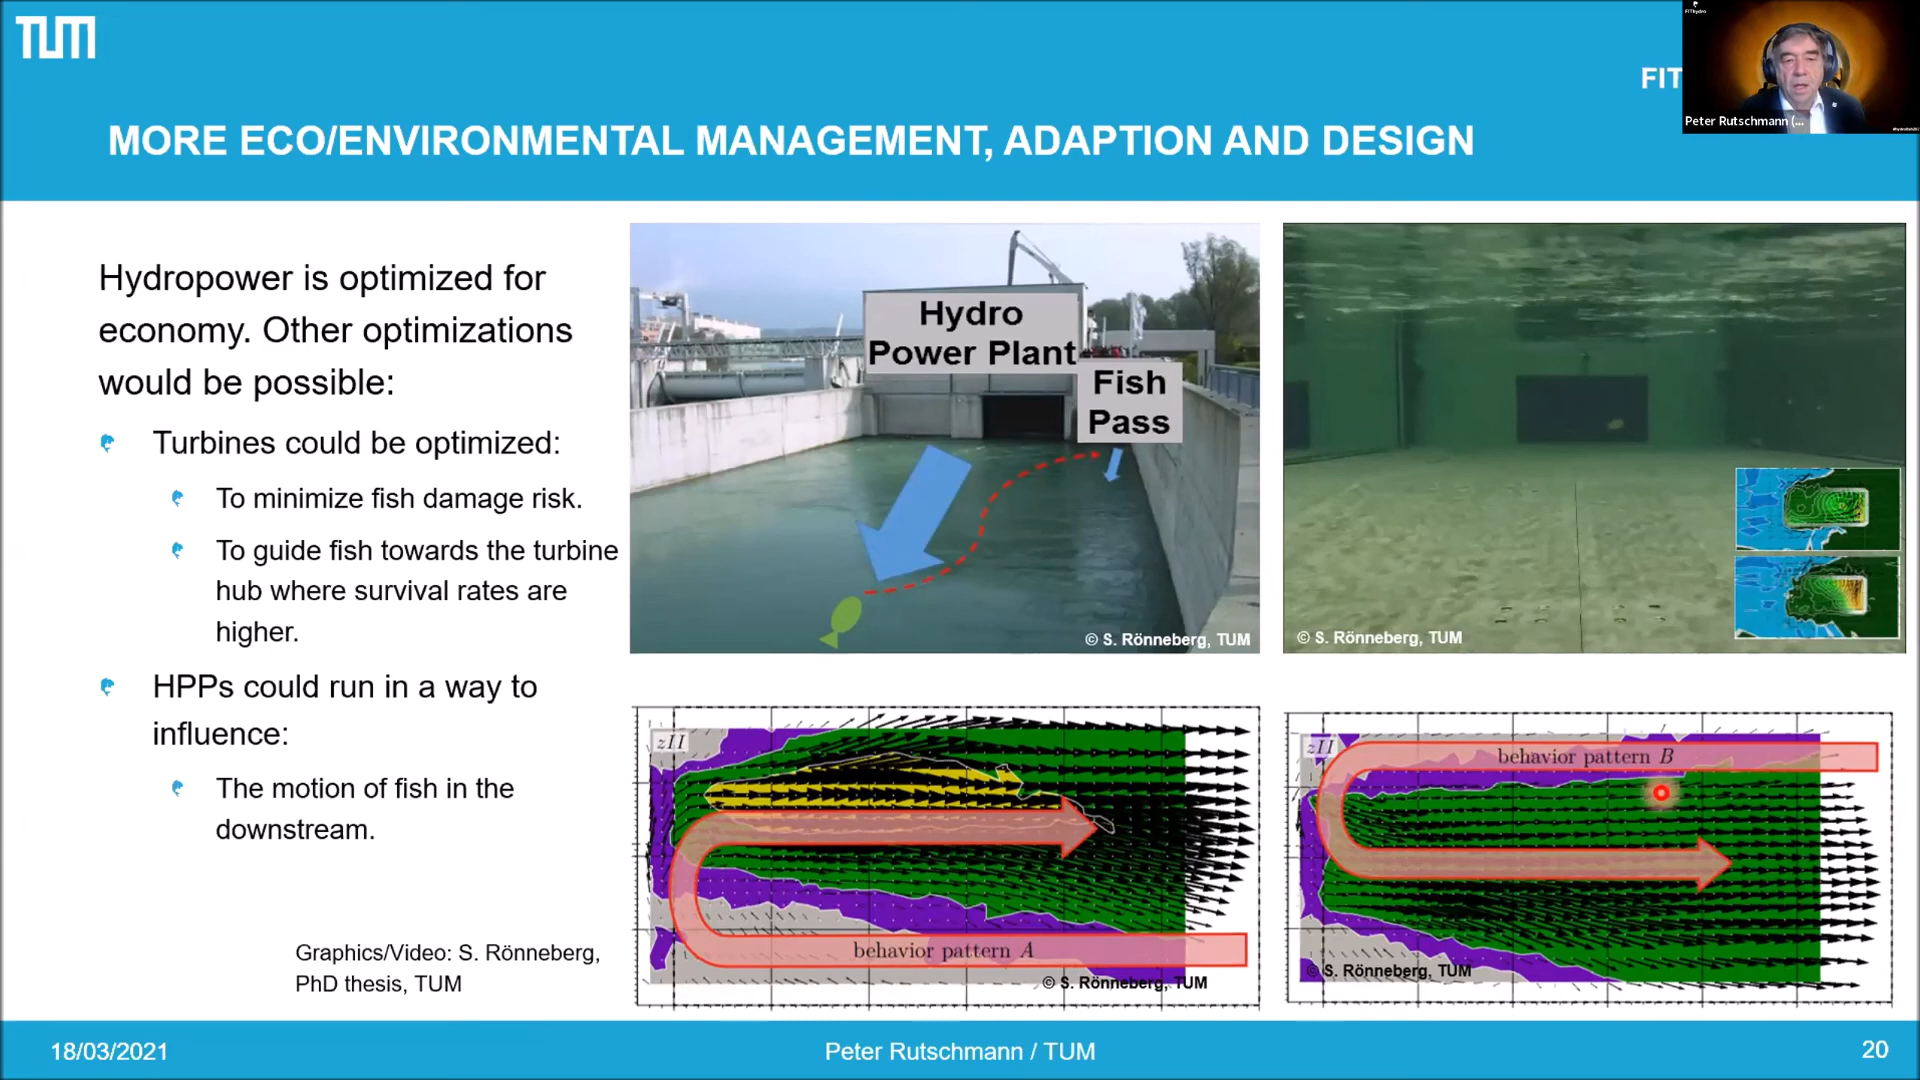 TUM
FIT
FIThydro
Peter Rutschmann (...
MORE ECO/ENVIRONMENTAL MANAGEMENT, ADAPTION AND DESIGN
Hydropower is optimized for
economy. Other optimizations
would be possible:
Turbines could be optimized:
To minimize fish damage risk.
To guide fish towards the turbine
hub where survival rates are
higher.
HPPs could run in a way to
influence:
The motion of fish in the
downstream.
Graphics/Video: S. Rönneberg,
PhD thesis, TUM
Hydro
Power Plant
Fish
Pass
© S. Rönneberg, TUM
© S. Rönneberg, TUM
zII
behavior pattern A
© S. Rönneberg, TUM
zII
behavior pattern B
© S. Rönneberg, TUM
18/03/2021
Peter Rutschmann / TUM
20